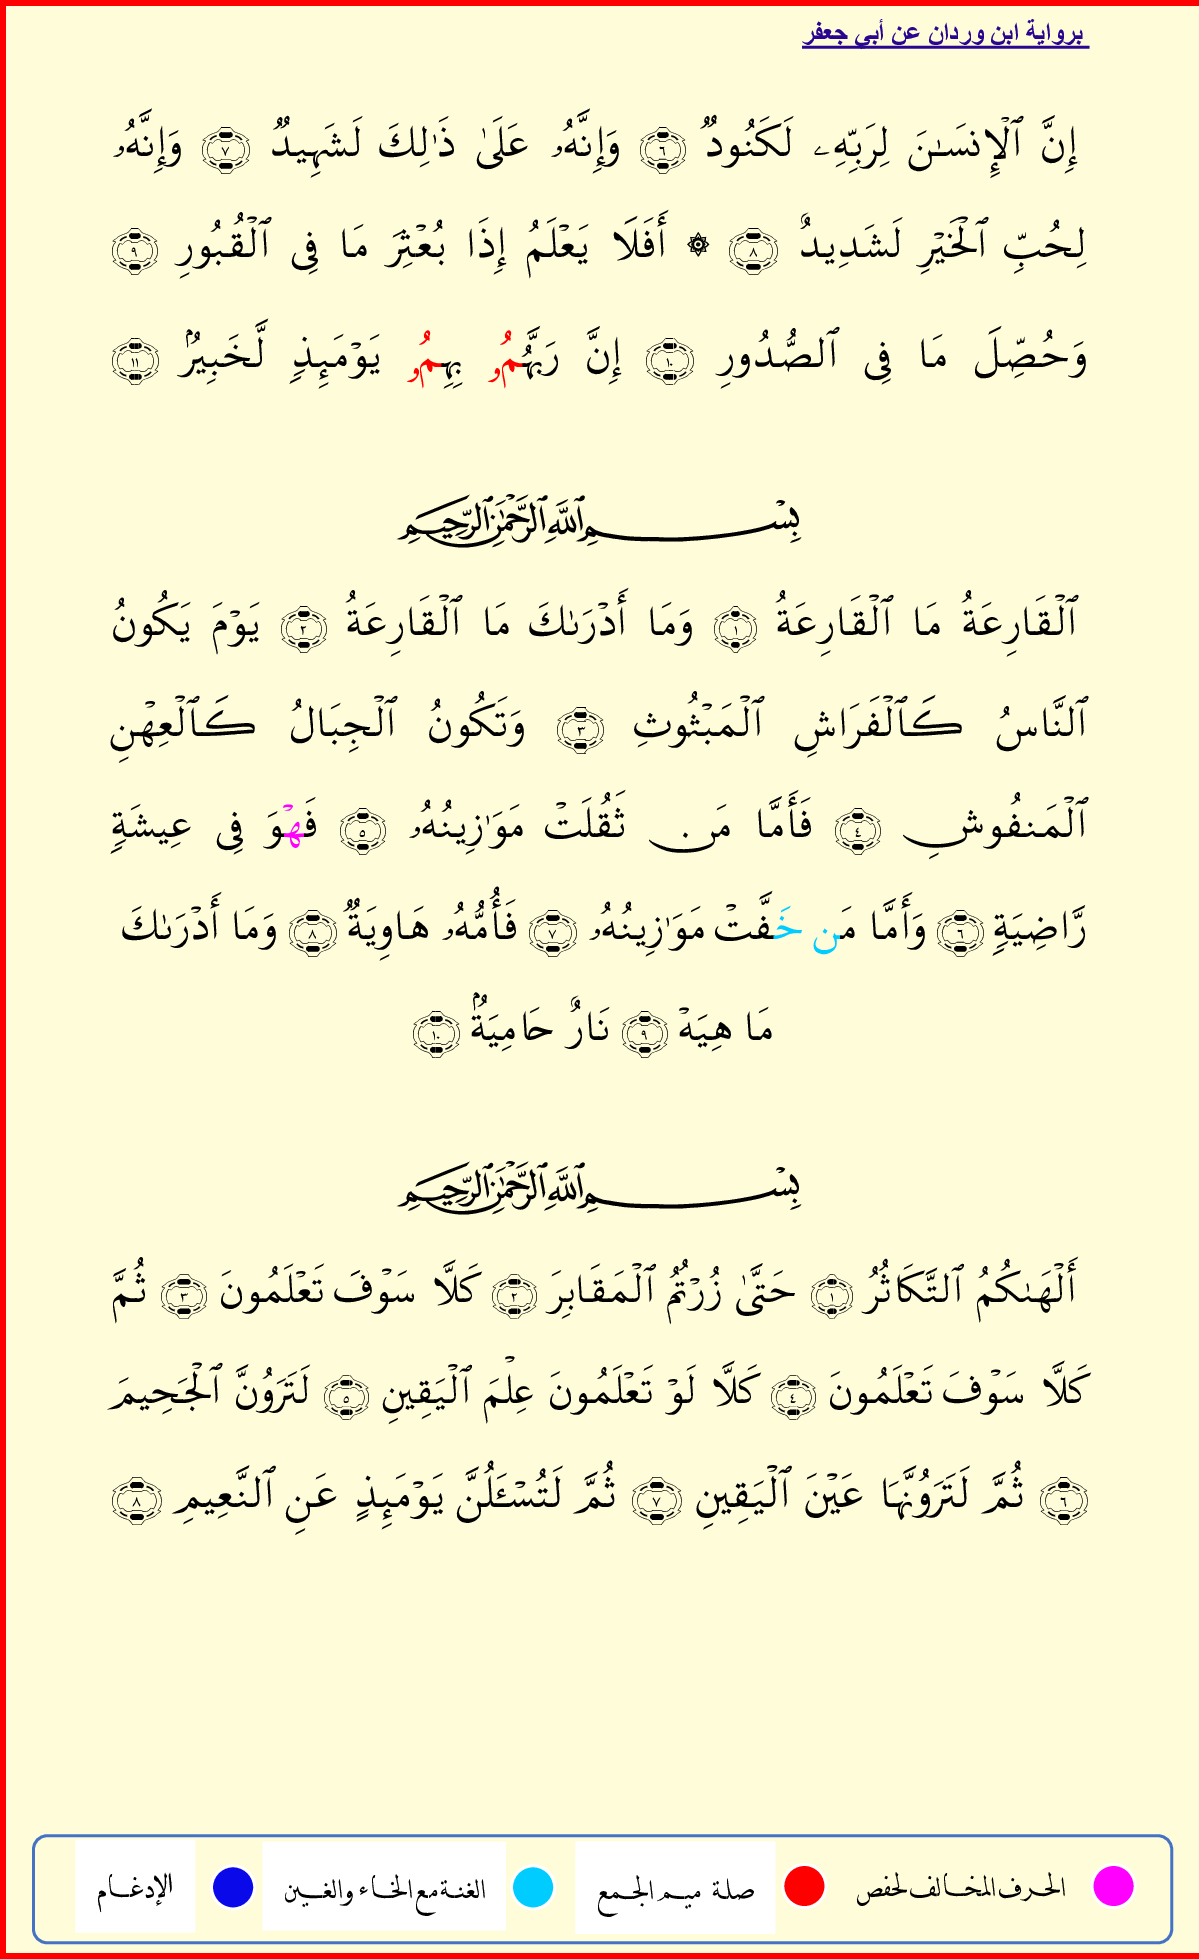 برواية ابن وردان عن أبي جعفر
إِنَّ ٱلْإِنسَـٰنَ لِرَبِّهِۦ لَكَنُودٌ ٦ وَإِنَّهُۥ عَلَىٰ ذَٰلِكَ لَشَهِيدٌ ٧ وَإِنَّهُۥ
لِحُبِّ ٱلْخَيْرِ لَشَدِيدٌ ٨ ۞ أَفَلَا يَعْلَمُ إِذَا بُعْثِرَ مَا فِى ٱلْقُبُورِ ٩
وَحُصِّلَ مَا فِى ٱلصُّدُورِ ١٠ إِنَّ رَبَّهُمُۥ بِهِمُۥ يَوْمَئِذٍ لَّخَبِيرٌۢ ١١
بِسْمِ ٱللَّهِ ٱلرَّحْمَـٰنِ ٱلرَّحِيمِ
ٱلْقَارِعَةُ مَا ٱلْقَارِعَةُ ١ وَمَا أَدْرَىٰكَ مَا ٱلْقَارِعَةُ ٢ يَوْمَ يَكُونُ
ٱلنَّاسُ كَٱلْفَرَاشِ ٱلْمَبْثُوثِ ٣ وَتَكُونُ ٱلْجِبَالُ كَٱلْعِهْنِ
ٱلْمَنفُوشِ ٤ فَأَمَّا مَن ثَقُلَتْ مَوَٰزِينُهُۥ ٥ فَهْوَ فِى عِيشَةٍ
رَّاضِيَةٍ ٦ وَأَمَّا مَن خَفَّتْ مَوَٰزِينُهُۥ ٧ فَأُمُّهُۥ هَاوِيَةٌ ٨ وَمَا أَدْرَىٰكَ
مَا هِيَهْ ٩ نَارٌ حَامِيَةٌۢ ١٠
بِسْمِ ٱللَّهِ ٱلرَّحْمَـٰنِ ٱلرَّحِيمِ
أَلْهَىٰكُمُ ٱلتَّكَاثُرُ ١ حَتَّىٰ زُرْتُمُ ٱلْمَقَابِرَ ٢ كَلَّا سَوْفَ تَعْلَمُونَ ٣ ثُمَّ
كَلَّا سَوْفَ تَعْلَمُونَ ٤ كَلَّا لَوْ تَعْلَمُونَ عِلْمَ ٱلْيَقِينِ ٥ لَتَرَوُنَّ ٱلْجَحِيمَ
٦ ثُمَّ لَتَرَوُنَّهَا عَيْنَ ٱلْيَقِينِ ٧ ثُمَّ لَتُسْـَٔلُنَّ يَوْمَئِذٍ عَنِ ٱلنَّعِيمِ ٨
الحرف المخالف لحفص صلة ميم الجمع الغنة مع الخاء والغين الإدغام